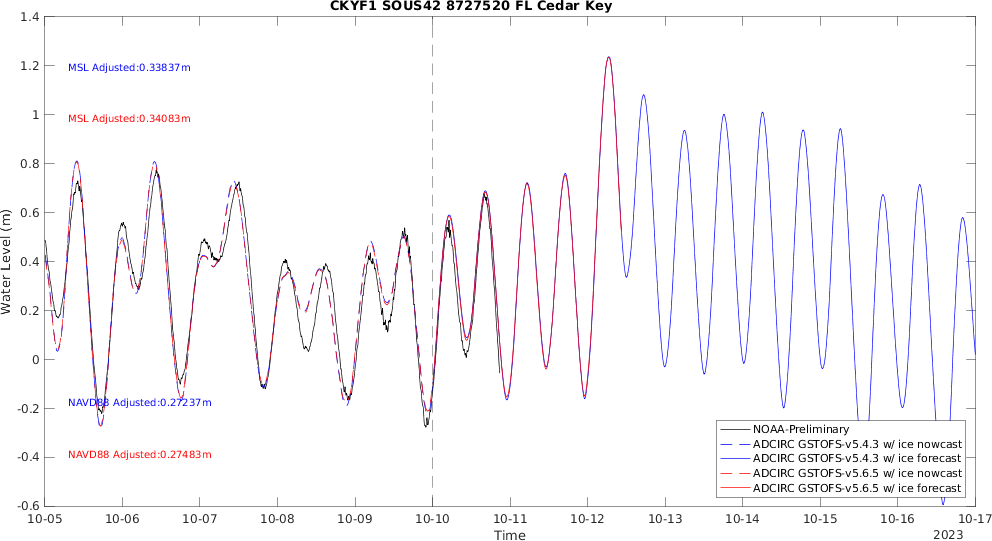 CKYF1 SOUS42 8727520 FL Cedar Key
1.4
1.2
1
0.8
0.6
0.4
0.2
0
-0.2
-0.4
-0.6
Water Level (m)
MSL Adjusted:0.33837m
MSL Adjusted:0.34083m
NAVD88 Adjusted:0.27237m
NAVD88 Adjusted:0.27483m
NOAA-Preliminary
ADCIRC GSTOFS-v5.4.3 w/ ice nowcast
ADCIRC GSTOFS-v5.4.3 w/ ice forecast
ADCIRC GSTOFS-v5.6.5 w/ ice nowcast
ADCIRC GSTOFS-v5.6.5 w/ ice forecast
10-05 10-06 10-07 10-08 10-09 10-10 10-11 10-12 10-13 10-14 10-15 10-16 10-17
Time
2023